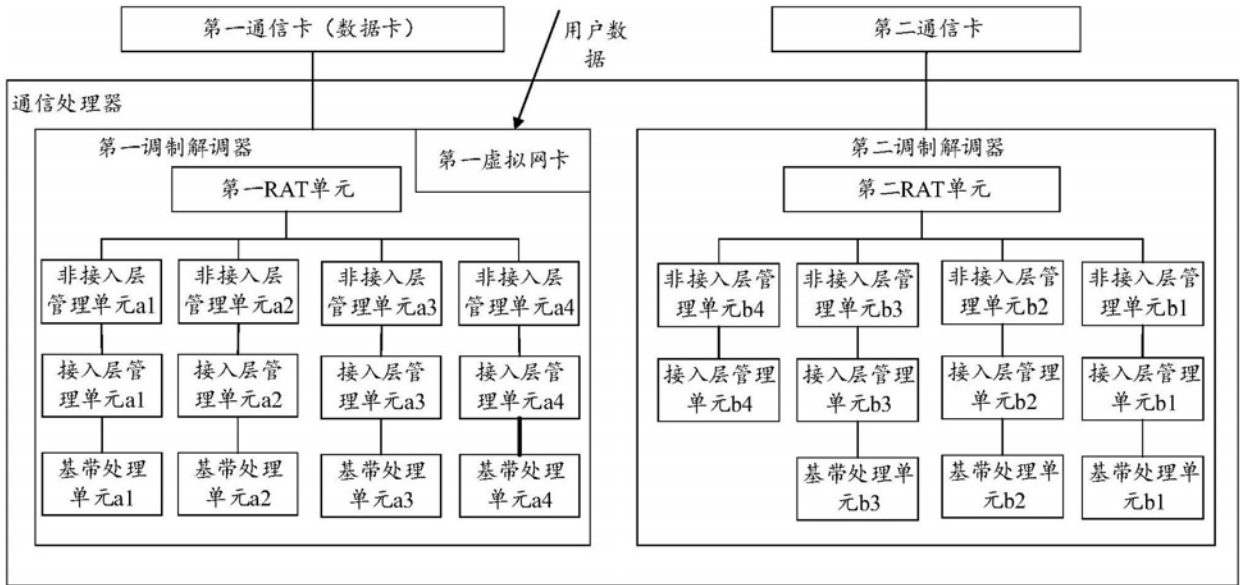 第一通信卡（数据卡）
用户数
据
第二通信卡
通信处理器
第一调制解调器
第一虚拟网卡
第一RAT单元
非接入层
管理单元a1
非接入层
管理单元a2
非接入层
管理单元a3
非接入层
管理单元a4
接入层管
理单元a1
接入层管
理单元a2
接入层管
理单元a3
接入层管
理单元a4
基带处理
单元a1
基带处理
单元a2
基带处理
单元a3
基带处理
单元a4
第二调制解调器
第二RAT单元
非接入层管
理单元b4
非接入层管
理单元b3
非接入层管
理单元b2
非接入层管
理单元b1
接入层管理
单元b4
接入层管理
单元b3
接入层管理
单元b2
接入层管理
单元b1
基带处理单
元b3
基带处理单
元b2
基带处理单
元b1